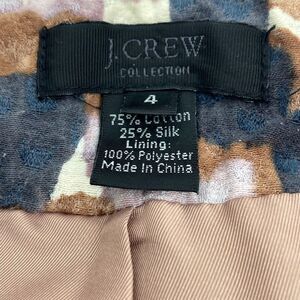 J.CREW
COLLECTION
4
75% Cotton
25% Silk
Lining:
100% Polyester
Made In China